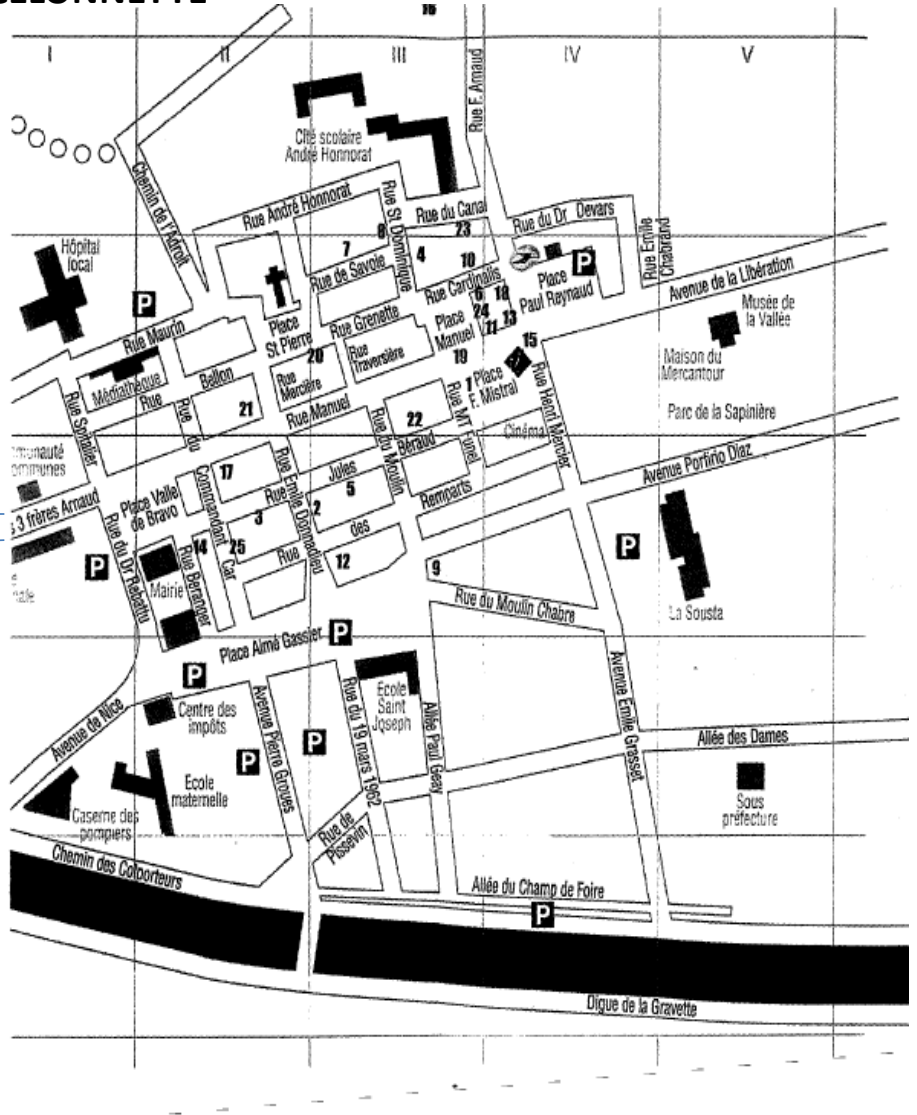 I
II
III
IV
V
16
Rue F. Arnaud
Cité scolaire
André Honnorat
Chemin de l'Adroit
Rue André Honnorat
Rue St Dominique
Rue du Canal
Rue du Dr Devars
Rue Emile
Chabrand
Hôpital
local
P
8
7
4
23
10
Rue de Savoie
Rue Cardinalis
P
Place
Paul Reynaud
Avenue de la Libération
Musée de
la Vallée
Maison du
Mercantour
Parc de la Sapinière
Rue Maurin
Place
St Pierre
Rue Grenette
Place
Manuel
6
18
24
11
13
15
19
20
Rue
Traversière
Médiathèque
Rue
Bellon
Rue
Mercière
Rue Manuel
1
Place
F. Mistral
Rue Henri Mercier
Rue Sortalier
Rue
du
21
22
Rue du Moulin
Rue MT Funel
Cinéma
Avenue Porfirio Diaz
Place Valle
de Bravo
Commandant
Car
17
Rue Emile Donnadieu
Rue
Jules
Béraud
5
2
3
Rue
des
Remparts
3 frères Arnaud
Rue du Dr Rebattu
P
Mairie
Rue Béranger
14
25
12
9
Rue du Moulin Chabre
P
La Sousta
Place Aimé Gassier
P
P
Avenue de Nice
Centre des
impôts
Avenue Pierre Groues
Rue du 19 mars 1962
Ecole
Saint
Joseph
Allée Paul Geay
Avenue Emile Grasset
Allée des Dames
P
P
Ecole
maternelle
Caserne des
pompiers
Rue de
Pissevin
Sous
préfecture
Chemin des Colporteurs
Allée du Champ de Foire
P
Digue de la Gravette